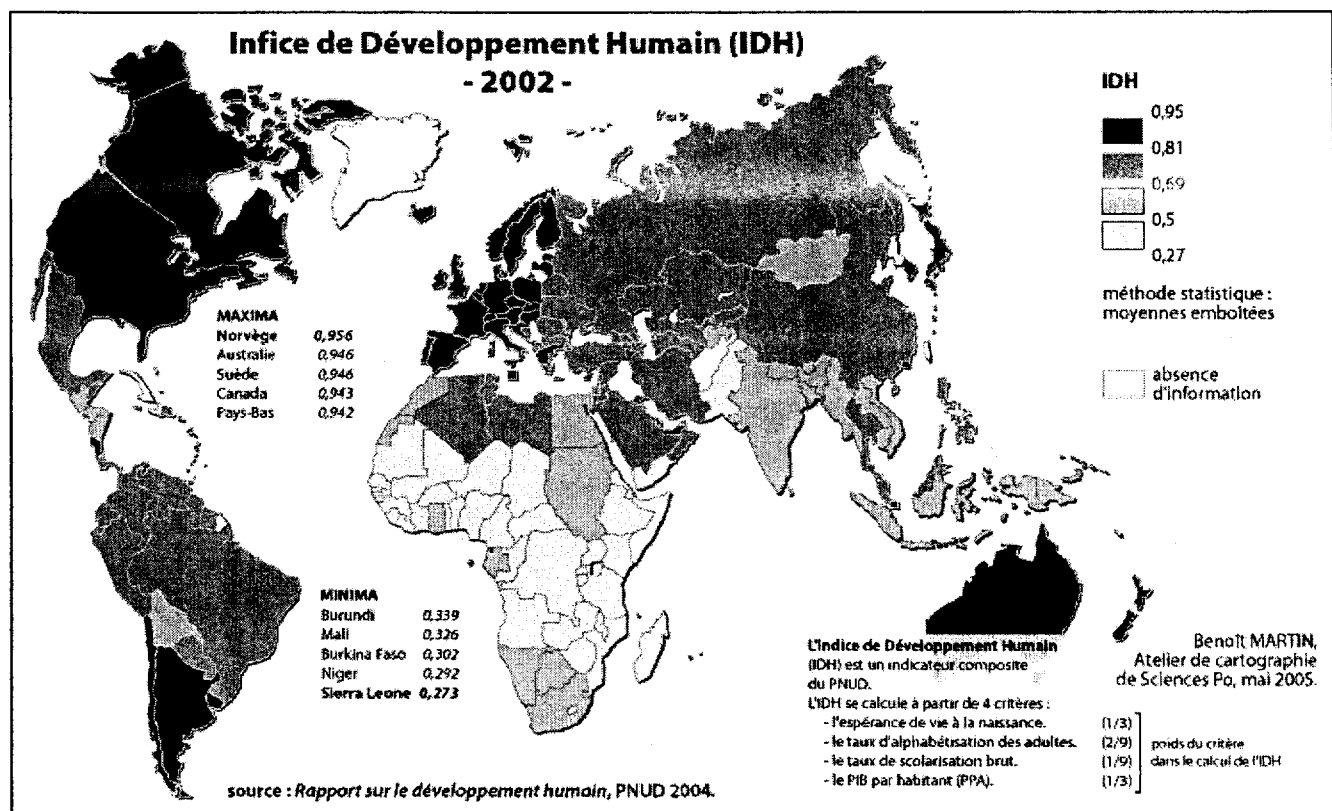 Infice de Développement Humain (IDH)
- 2002 -
IDH
0,95
0,81
0,69
0,5
0,27
méthode statistique :
moyennes emboîtées
absence
d'information
MAXIMA
Norvège 0,956
Australie 0,946
Suède 0,946
Canada 0,943
Pays-Bas 0,942
MINIMA
Burundi 0,339
Mali 0,326
Burkina Faso 0,302
Niger 0,292
Sierra Leone 0,273
L'Indice de Développement Humain
(IDH) est un indicateur composite
du PNUD.
L'IDH se calcule à partir de 4 critères :
- l'espérance de vie à la naissance. (1/3)
- le taux d'alphabétisation des adultes. (2/9)
- le taux de scolarisation brut. (1/9)
- le PIB par habitant (PPA). (1/3)
poids du critère
dans le calcul de l'IDH
Benoît MARTIN,
Atelier de cartographie
de Sciences Po, mai 2005.
source : Rapport sur le développement humain, PNUD 2004.